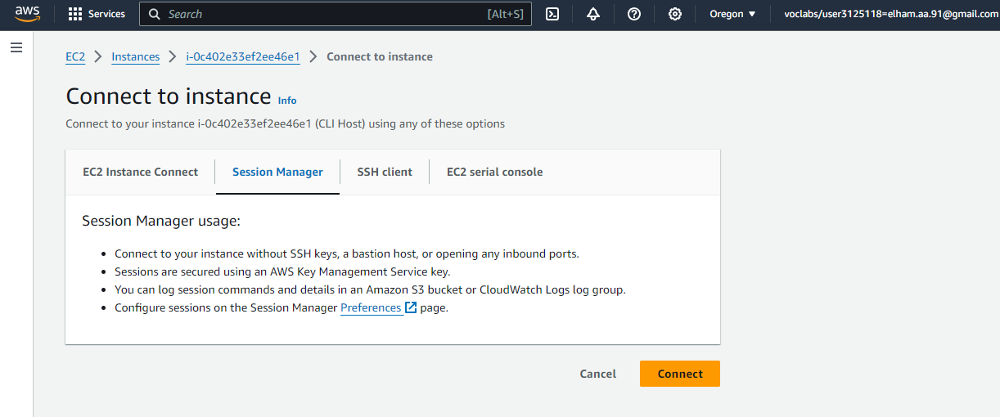 aws Services Search [Alt+S] Oregon voclabs/user3125118=elham.aa.91@gmail.com
EC2 Instances i-0c402e33ef2ee46e1 Connect to instance
Connect to instance Info
Connect to your instance i-0c402e33ef2ee46e1 (CLI Host) using any of these options
EC2 Instance Connect Session Manager SSH client EC2 serial console
Session Manager usage:
Connect to your instance without SSH keys, a bastion host, or opening any inbound ports.
Sessions are secured using an AWS Key Management Service key.
You can log session commands and details in an Amazon S3 bucket or CloudWatch Logs log group.
Configure sessions on the Session Manager Preferences page.
Cancel Connect